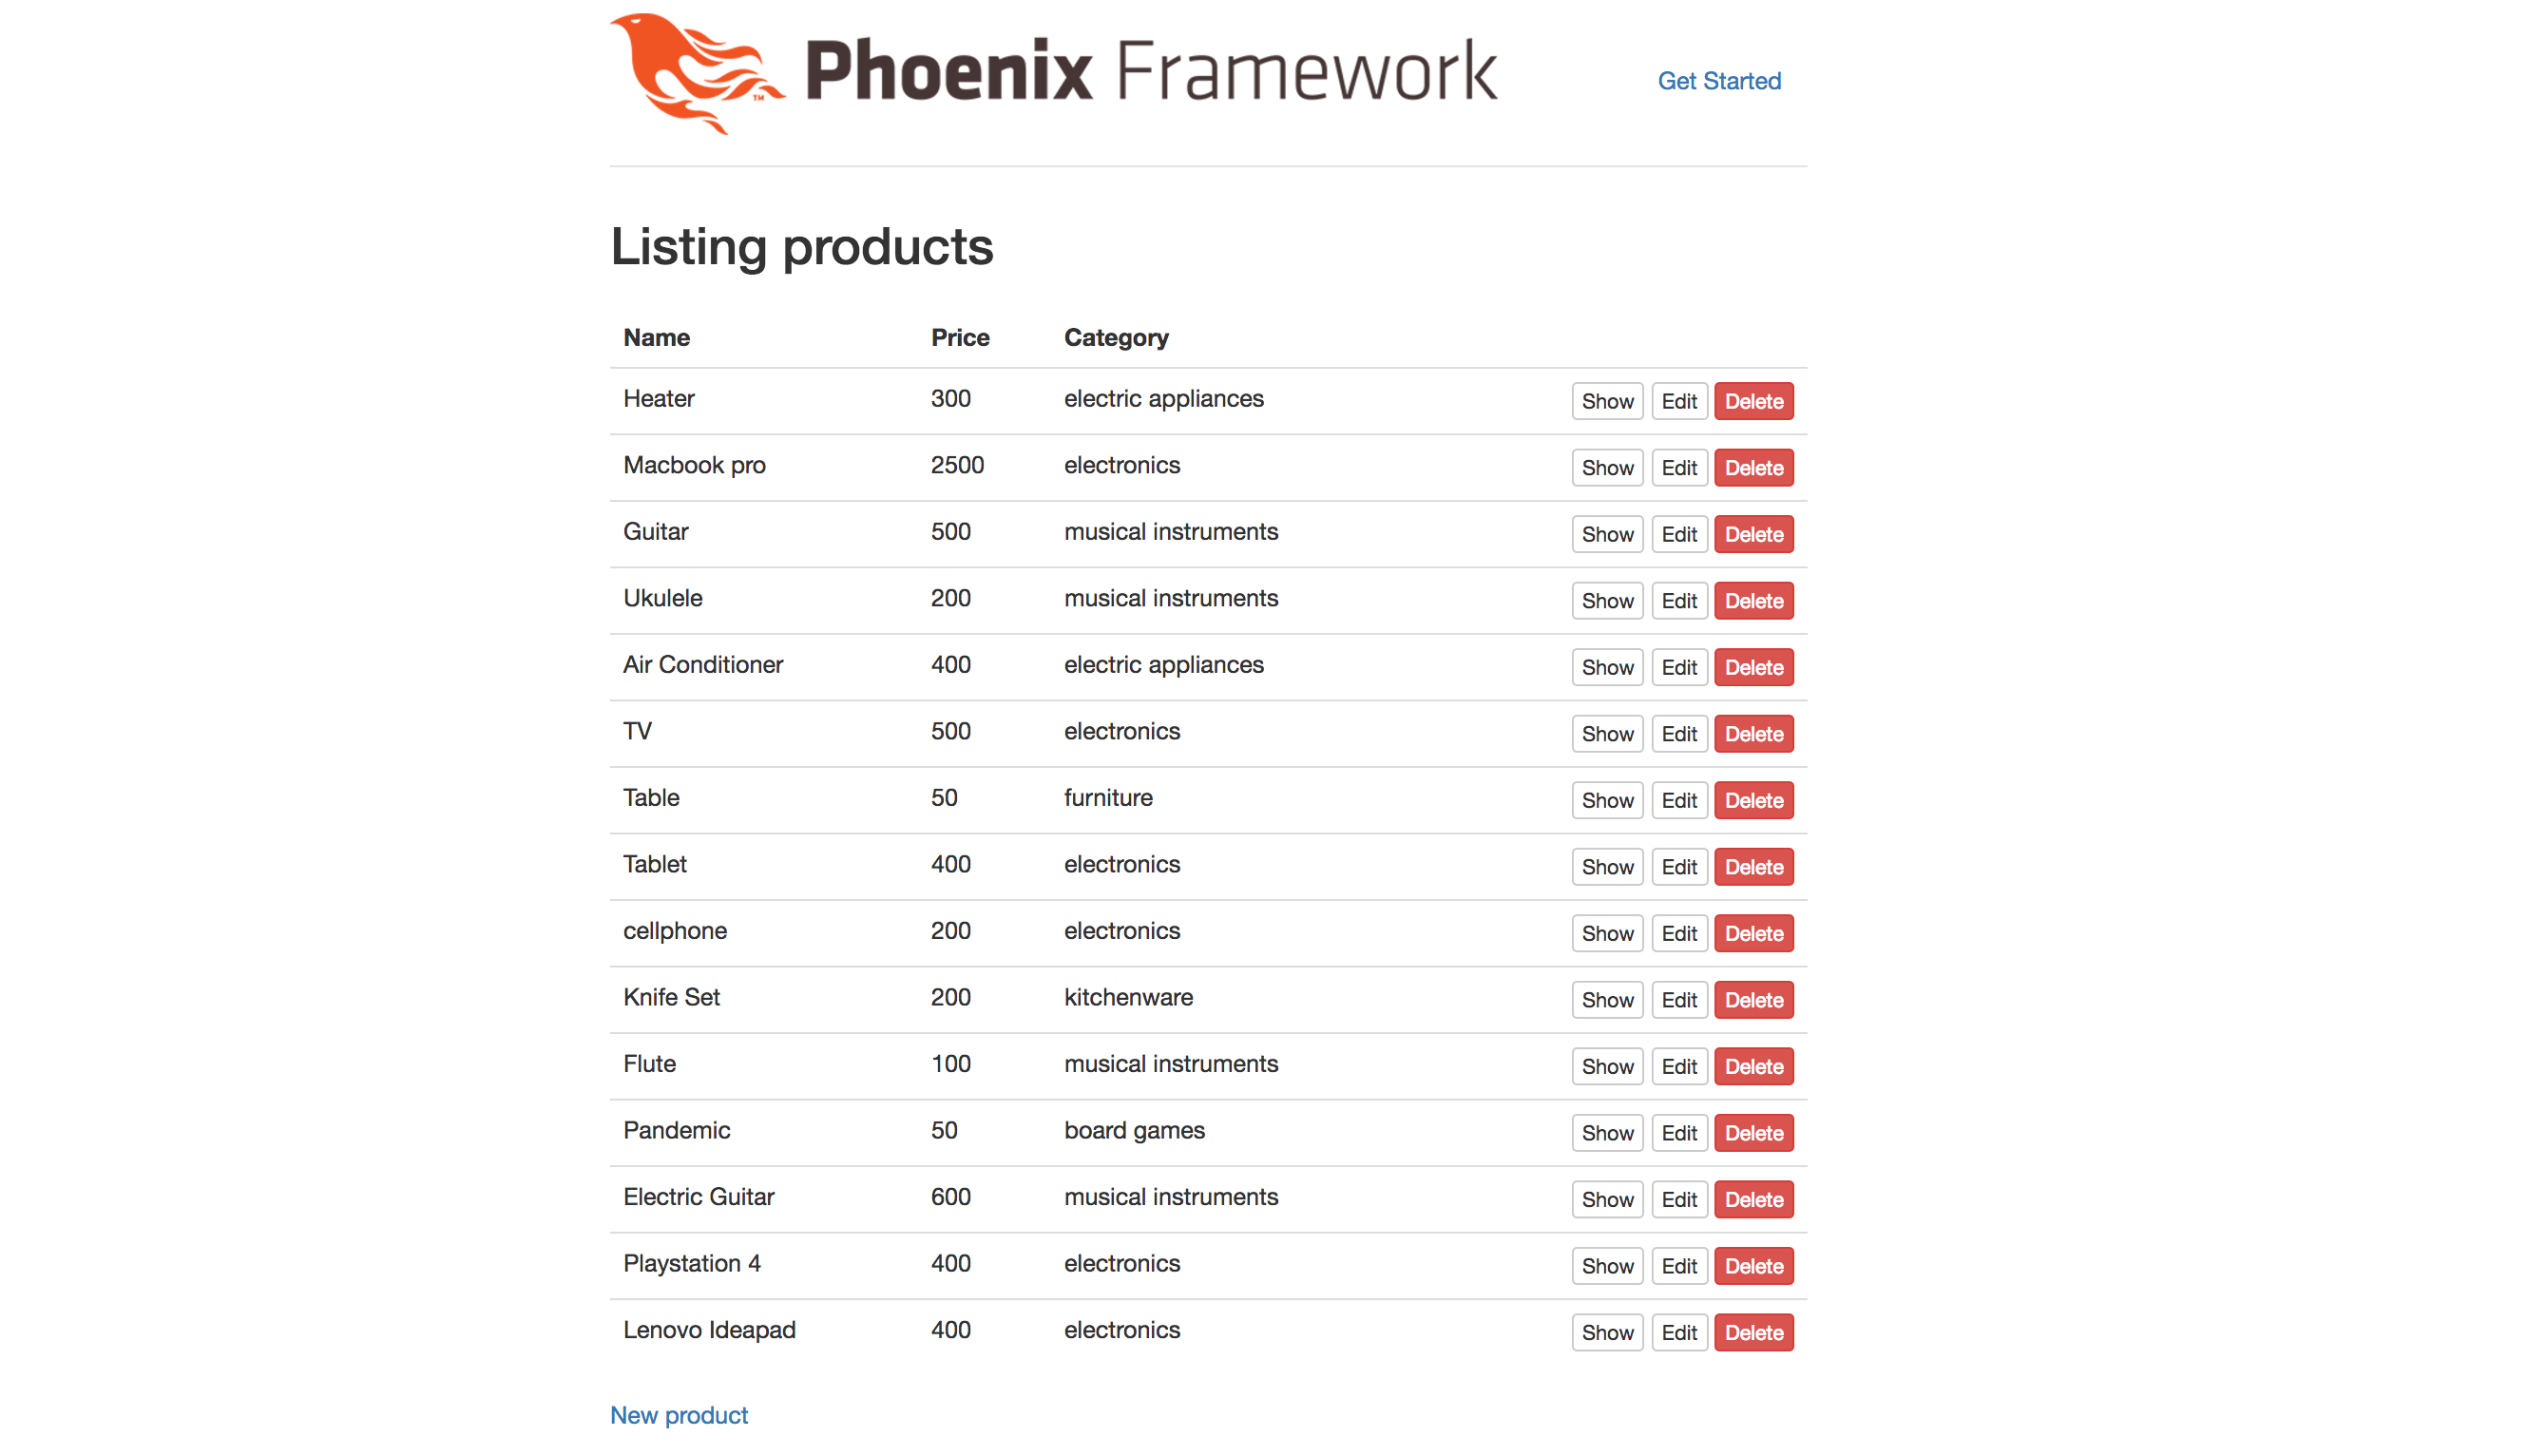 Phoenix Framework Get Started
Listing products
Name Price Category
Heater 300 electric appliances Show Edit Delete
Macbook pro 2500 electronics Show Edit Delete
Guitar 500 musical instruments Show Edit Delete
Ukulele 200 musical instruments Show Edit Delete
Air Conditioner 400 electric appliances Show Edit Delete
TV 500 electronics Show Edit Delete
Table 50 furniture Show Edit Delete
Tablet 400 electronics Show Edit Delete
cellphone 200 electronics Show Edit Delete
Knife Set 200 kitchenware Show Edit Delete
Flute 100 musical instruments Show Edit Delete
Pandemic 50 board games Show Edit Delete
Electric Guitar 600 musical instruments Show Edit Delete
Playstation 4 400 electronics Show Edit Delete
Lenovo Ideapad 400 electronics Show Edit Delete
New product